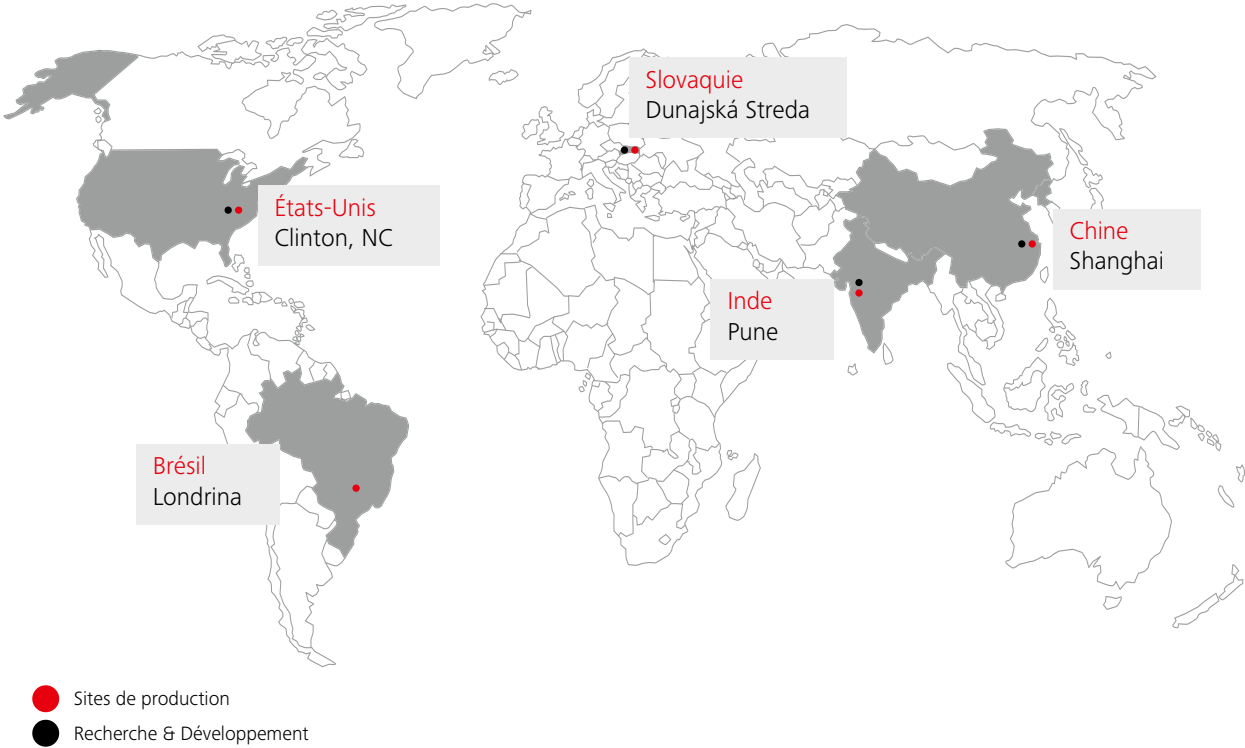 Slovaquie
Dunajská Streda
États-Unis
Clinton, NC
Chine
Shanghai
Inde
Pune
Brésil
Londrina
Sites de production
Recherche & Développement